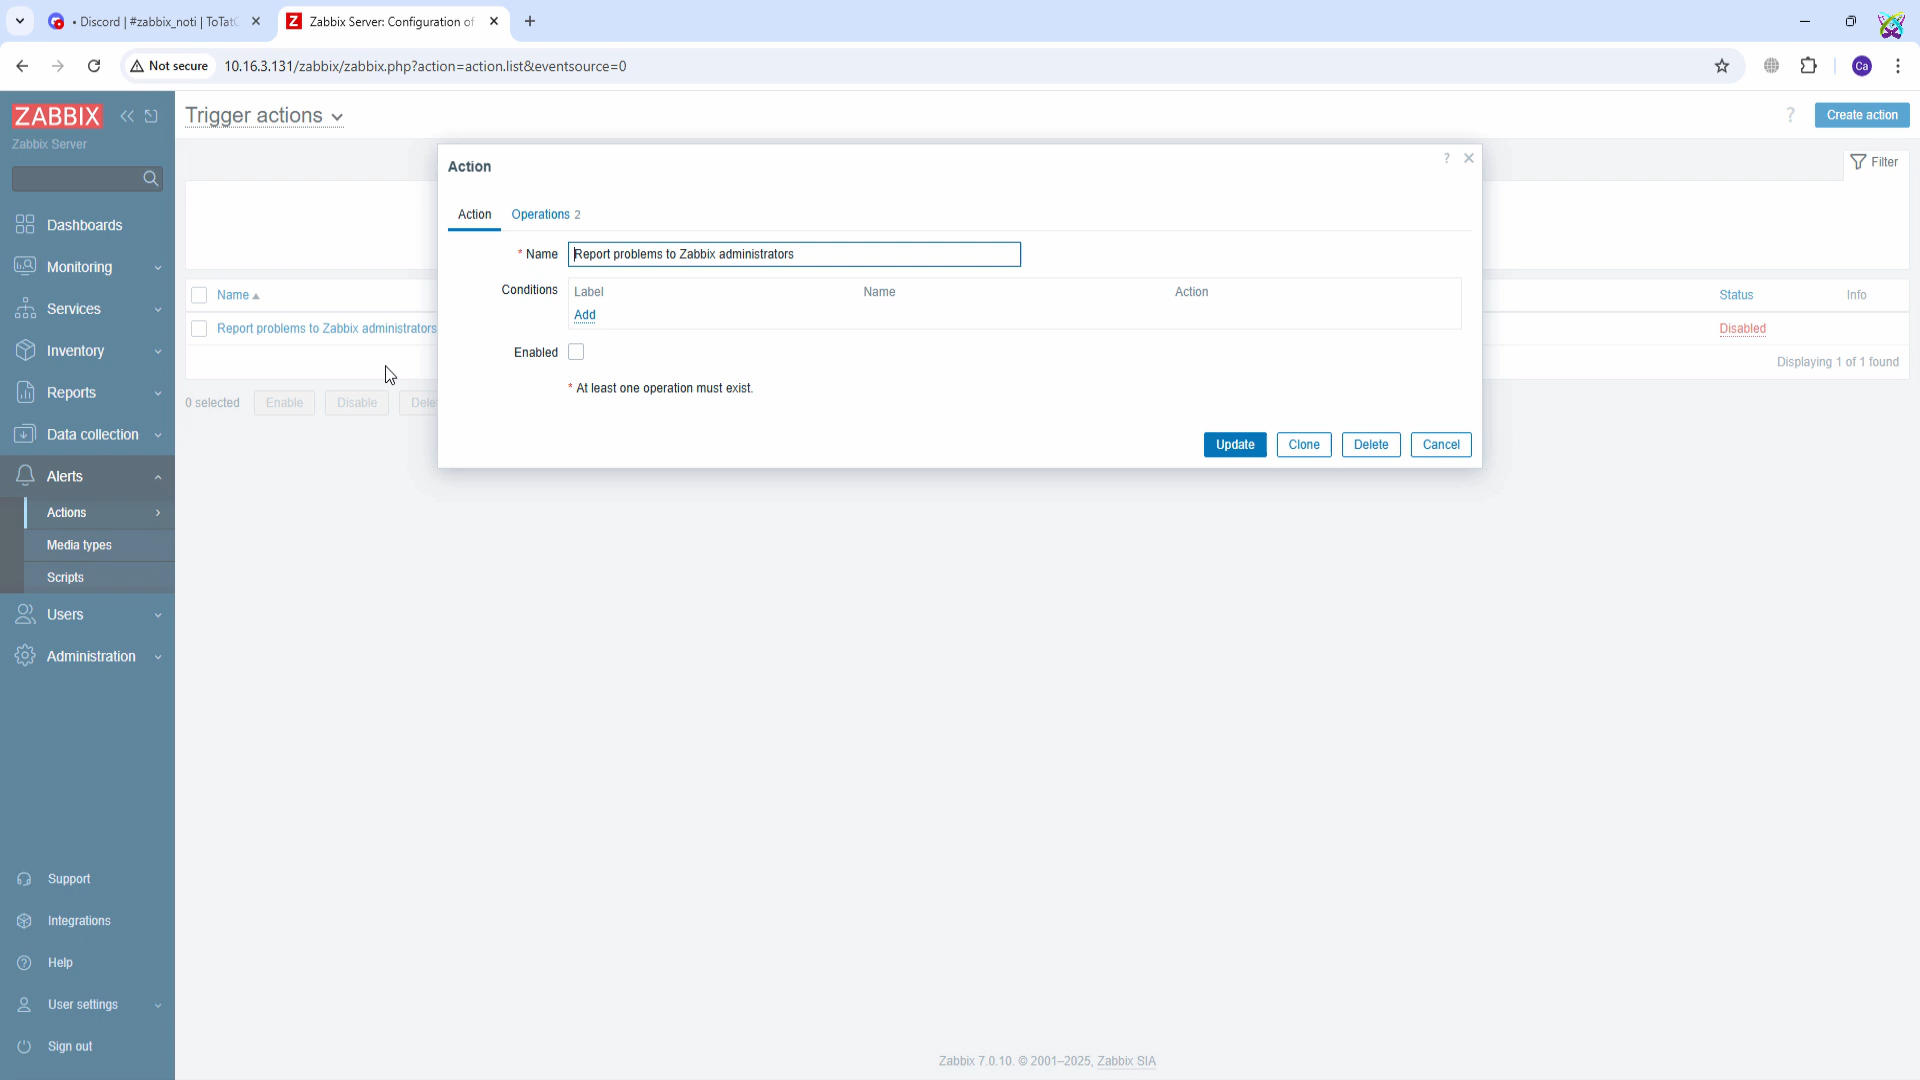 • Discord | #zabbix_noti | ToTat
Zabbix Server: Configuration of
Not secure
10.16.3.131/zabbix/zabbix.php?action=action.list&eventsource=0
Ca
ZABBIX
Zabbix Server
Dashboards
Monitoring
Services
Inventory
Reports
Data collection
Alerts
Actions
Media types
Scripts
Users
Administration
Support
Integrations
Help
User settings
Sign out
Trigger actions
?
Create action
Filter
Name
Status
Info
Report problems to Zabbix administrators
Disabled
Displaying 1 of 1 found
0 selected
Enable
Disable
Dele
Action
?
Action
Operations 2
* Name
Report problems to Zabbix administrators
Conditions
Label
Name
Action
Add
Enabled
* At least one operation must exist.
Update
Clone
Delete
Cancel
Zabbix 7.0.10. © 2001–2025, Zabbix SIA